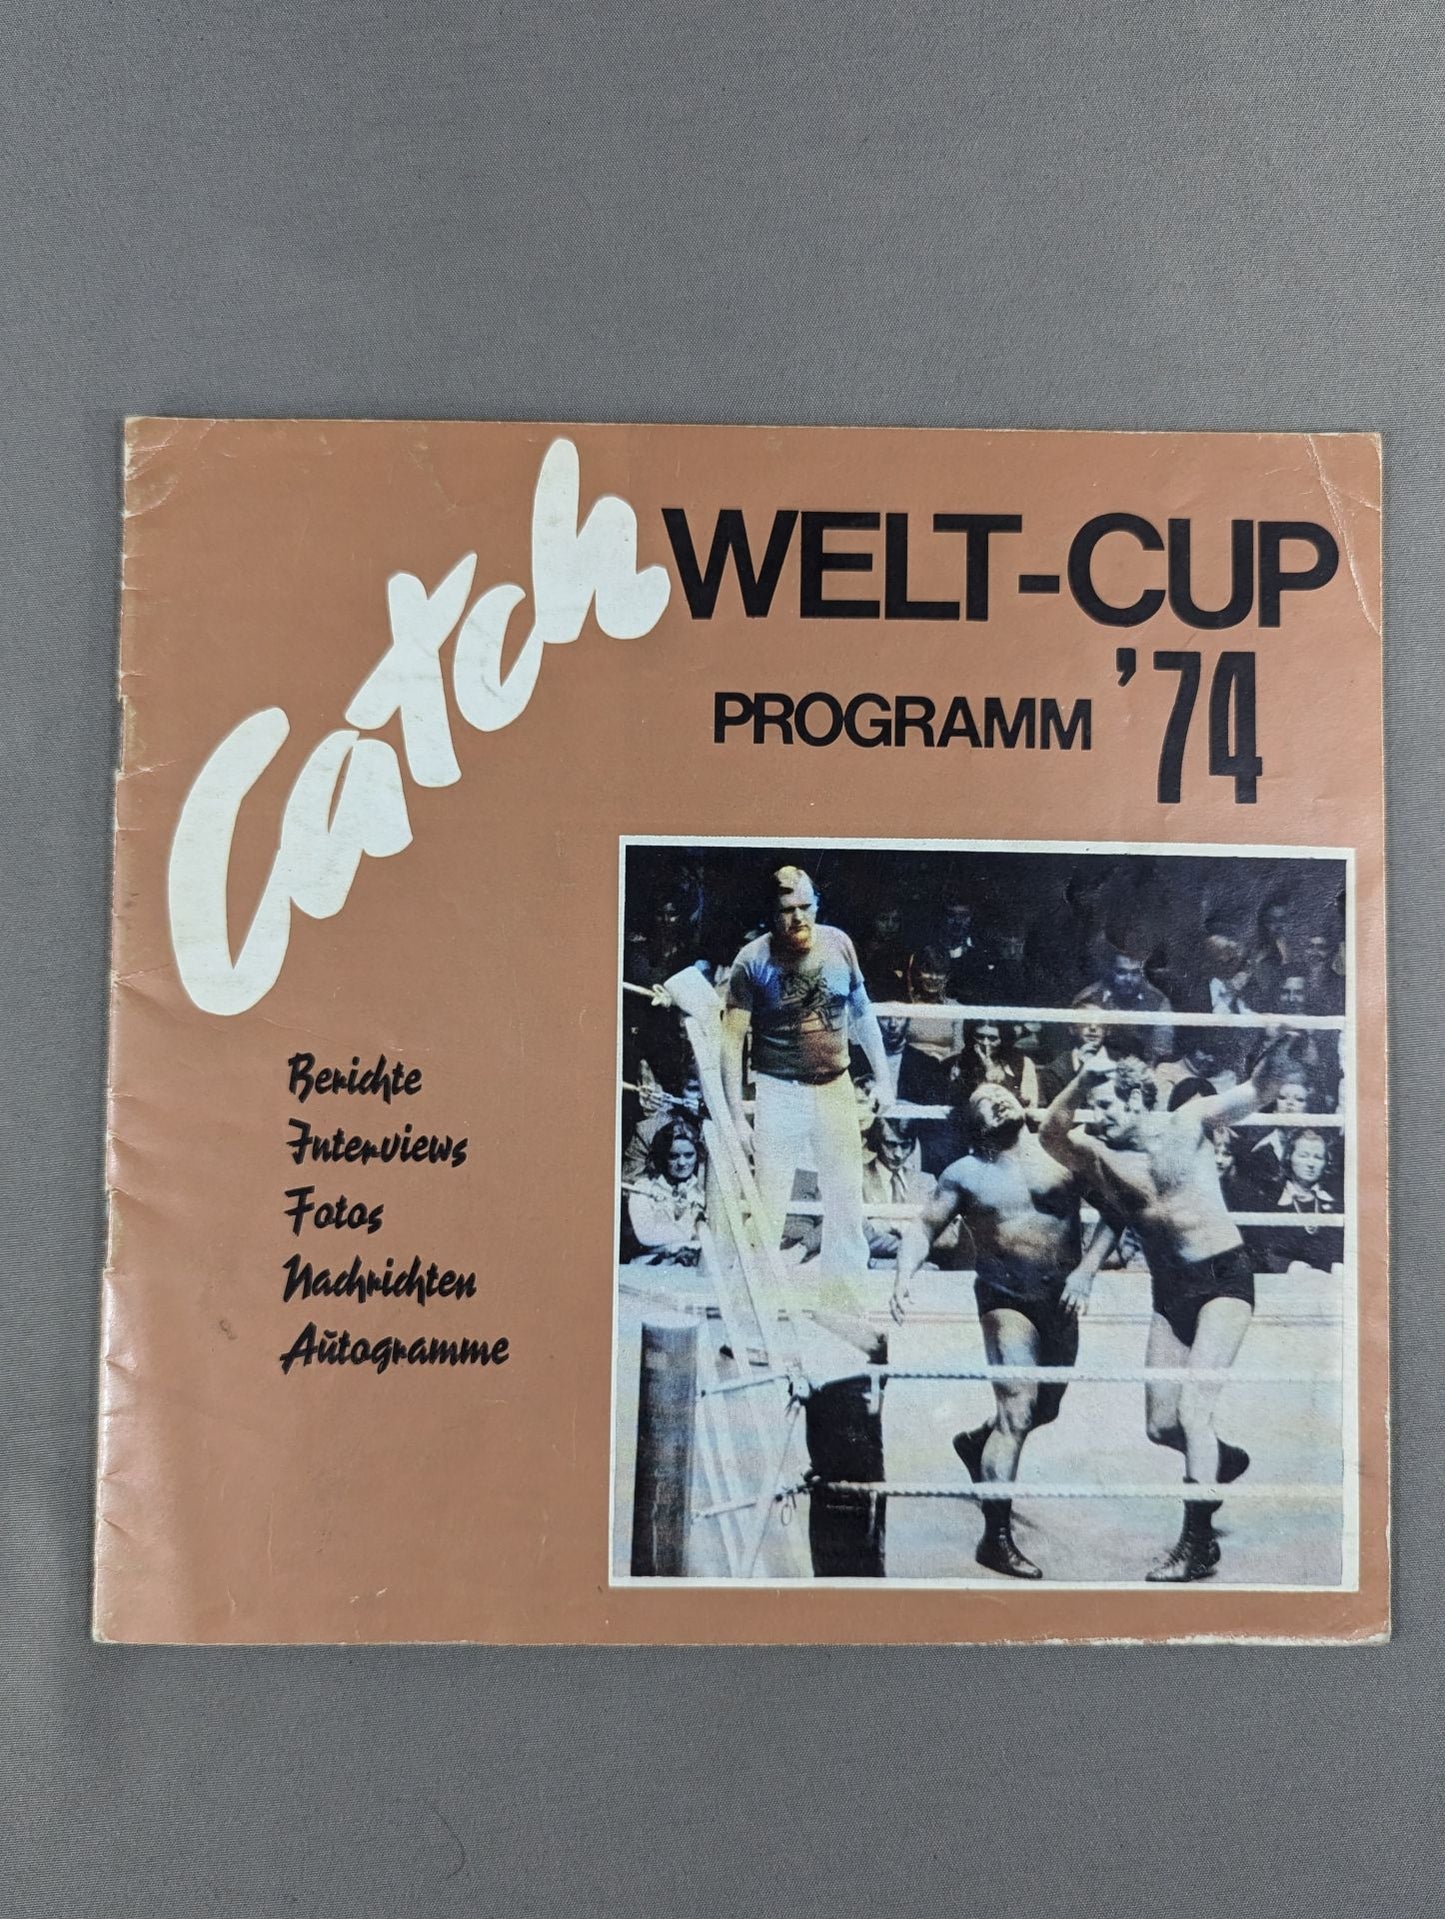 Catch WELT-CUP
PROGRAMM '74
Berichte
Interviews
Fotos
Nachrichten
Autogramme